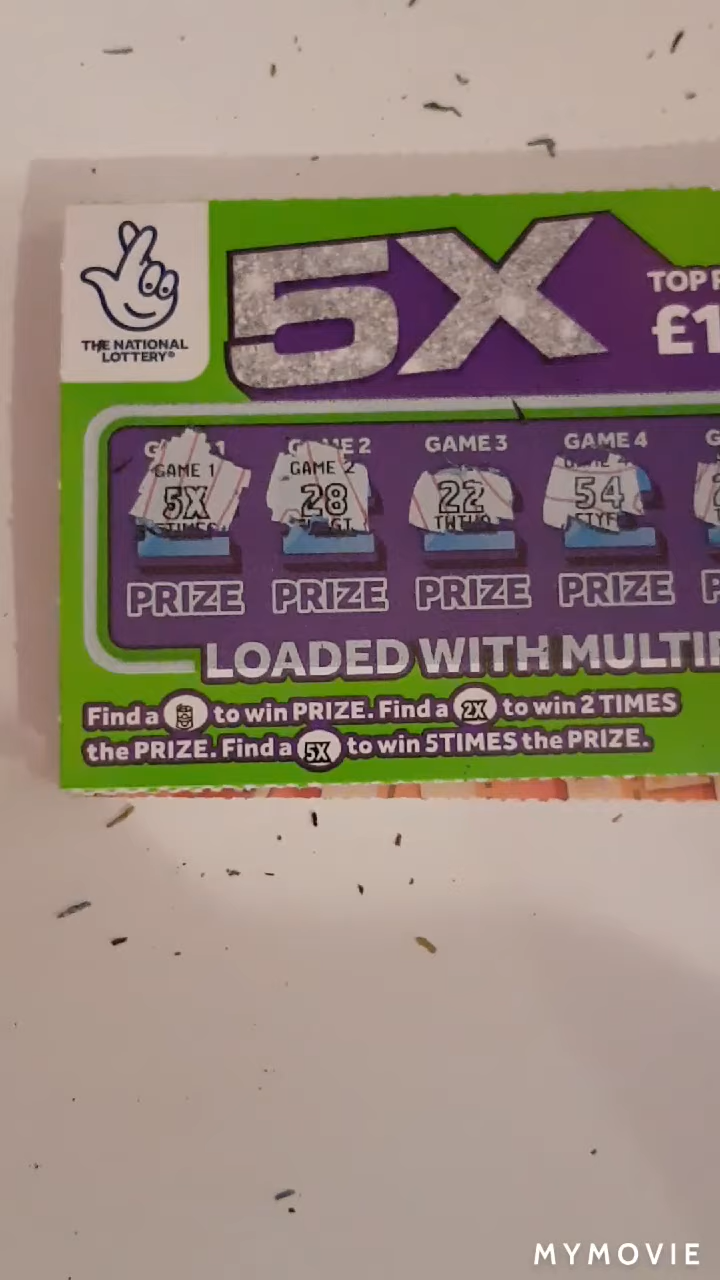 THE NATIONAL
LOTTERY®
5X
TOP
£1
GAME 3
GAME 4
GAME 1
5X
GAME 2
28
22
54
PRIZE
PRIZE
PRIZE
PRIZE
LOADED WITH
Find a to win PRIZE. Find a 2X to win 2 TIMES
the PRIZE. Find a 5X to win 5TIMES the PRIZE.
MYMOVIE